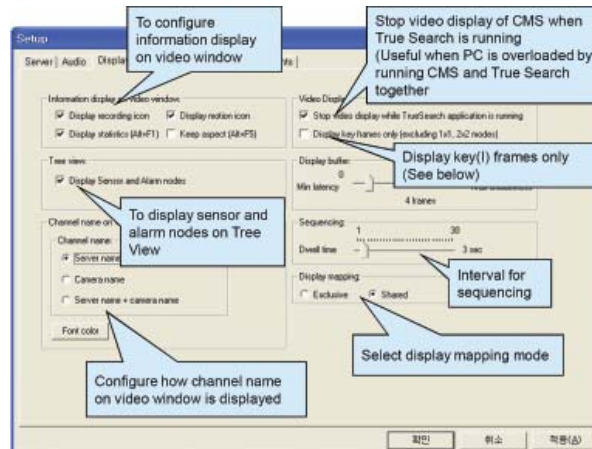 Setup
To configure
information display
on video window
Stop video display of CMS when
True Search is running
(Useful when PC is overloaded by
running CMS and True Search
together
Server Audio Display
Information display on video window
Display recording icon Display motion icon
Display statistics (Alt+F1) Keep aspect (Alt+F5)
Video Display
Stop video display while TrueSearch application is running
Display key frames only (excluding 1x1, 2x2 modes)
Display key(I) frames only
(See below)
Tree view
Display Sensor and Alarm nodes
To display sensor and
alarm nodes on Tree
View
Display buffer
0
Min latency
4 frames
Channel name on
Channel name:
Server name
Camera name
Server name + camera name
Font color
Configure how channel name
on video window is displayed
Sequencing:
1 30
Dwell time 3 sec
Interval for
sequencing
Display mapping:
Exclusive Shared
Select display mapping mode
확인 취소 적용(A)